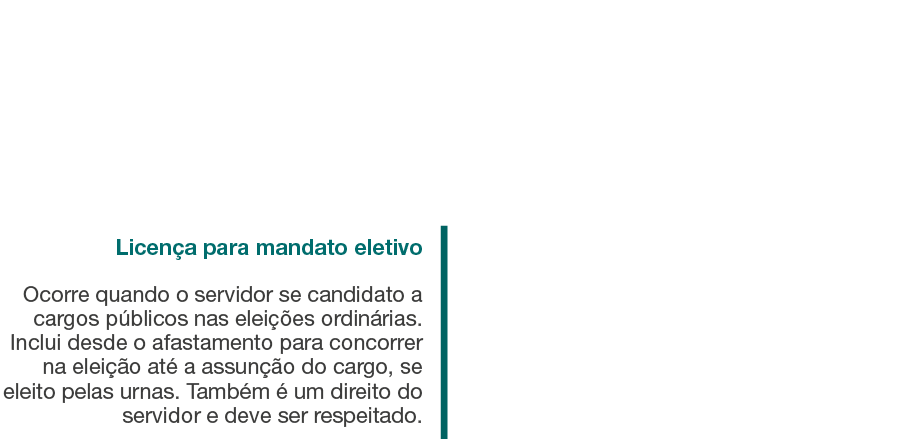 Licença para mandato eletivo
Ocorre quando o servidor se candidato a
cargos públicos nas eleições ordinárias.
Inclui desde o afastamento para concorrer
na eleição até a assunção do cargo, se
eleito pelas urnas. Também é um direito do
servidor e deve ser respeitado.